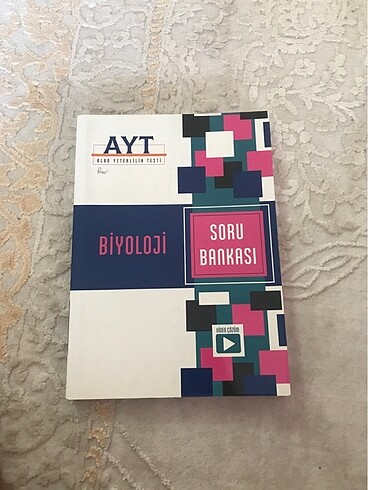 AYT
ALAN YETERLİLİK TESTİ
BİYOLOJİ
SORU
BANKASI
VİDEO ÇÖZÜM